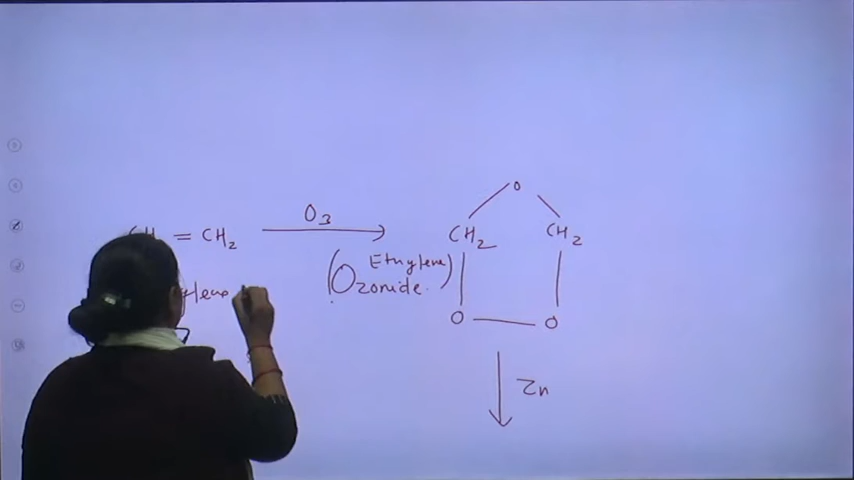 O3
= CH2
o
CH2
CH2
(Ethylene Ozonide.)
O
O
Zn